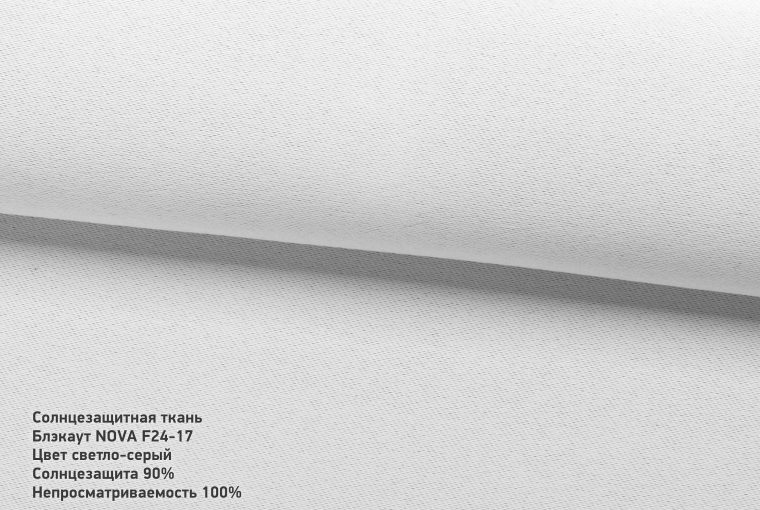 Солнцезащитная ткань
Блэкаут NOVA F24-17
Цвет светло-серый
Солнцезащита 90%
Непросматриваемость 100%